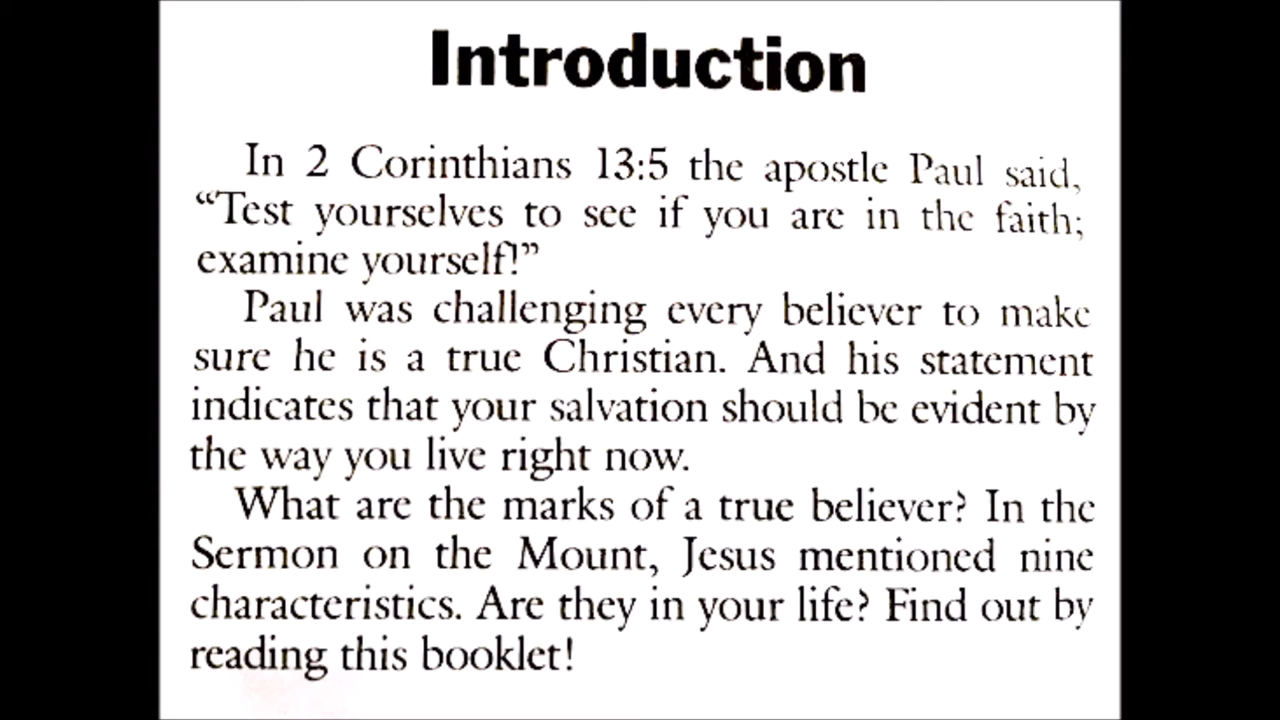 Introduction
In 2 Corinthians 13:5 the apostle Paul said,
“Test yourselves to see if you are in the faith;
examine yourself!”
Paul was challenging every believer to make
sure he is a true Christian. And his statement
indicates that your salvation should be evident by
the way you live right now.
What are the marks of a true believer? In the
Sermon on the Mount, Jesus mentioned nine
characteristics. Are they in your life? Find out by
reading this booklet!